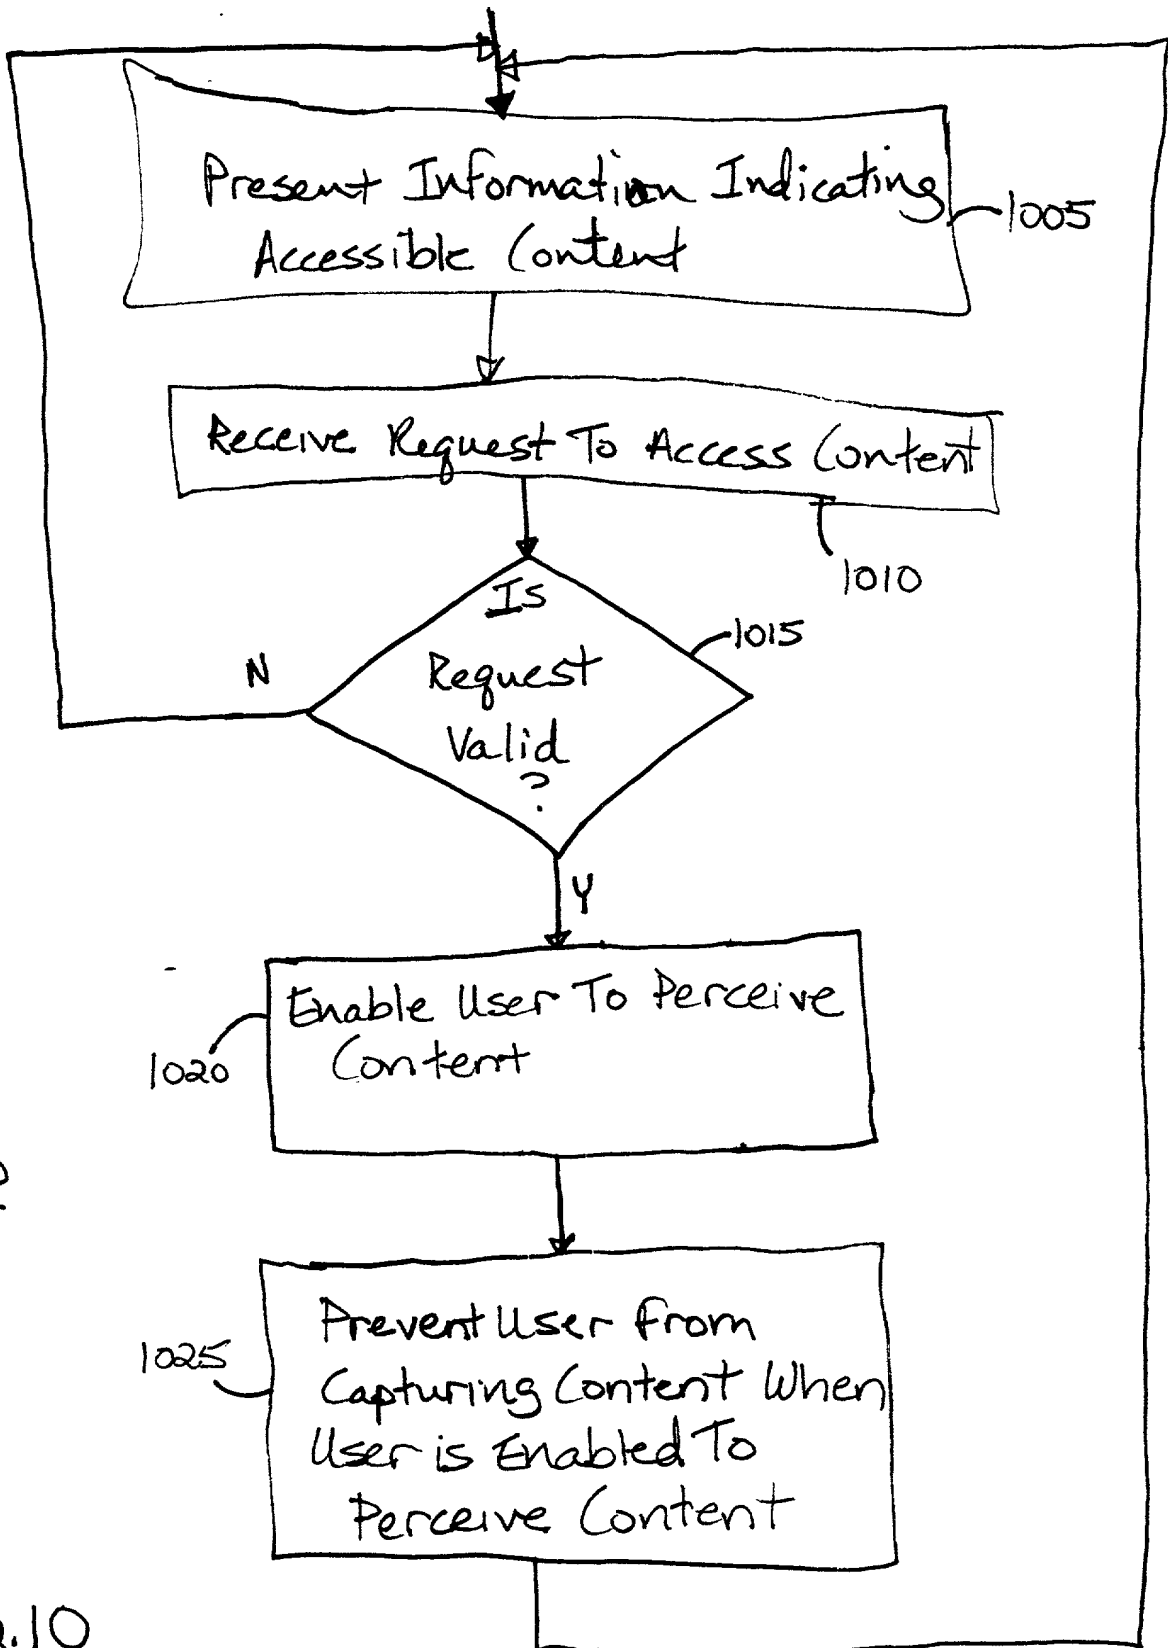 Present Information Indicating
Accessible Content
1005
Receive Request To Access Content
1010
Is
Request
Valid
?
1015
N
Y
Enable User To Perceive
Content
1020
Prevent User From
Capturing Content When
User is Enabled To
Perceive Content
1025
.10